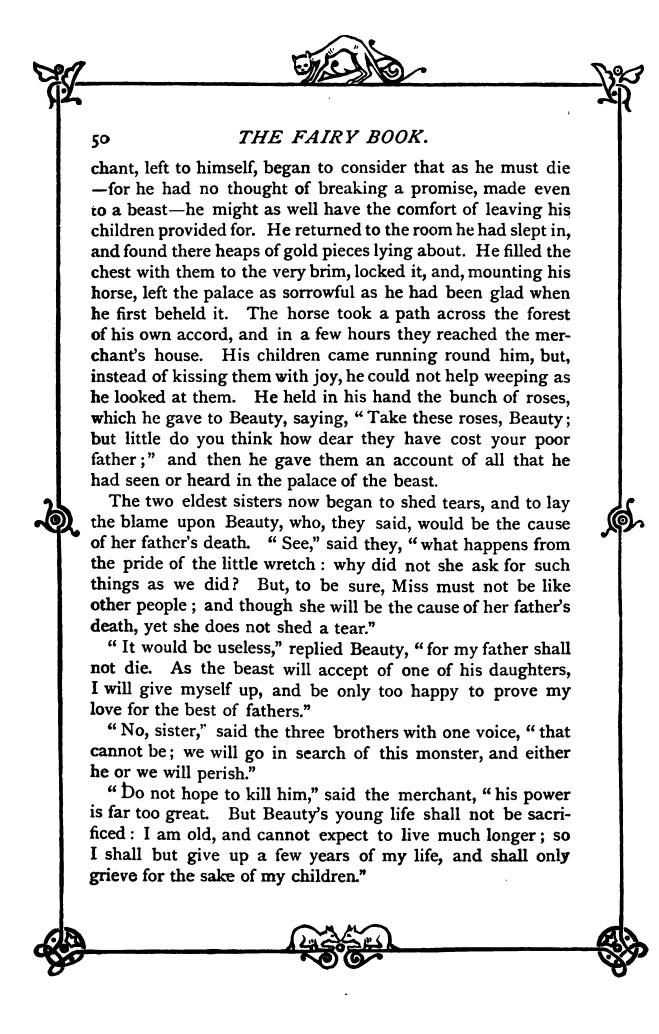 50 THE FAIRY BOOK.
chant, left to himself, began to consider that as he must die
—for he had no thought of breaking a promise, made even
to a beast—he might as well have the comfort of leaving his
children provided for. He returned to the room he had slept in,
and found there heaps of gold pieces lying about. He filled the
chest with them to the very brim, locked it, and, mounting his
horse, left the palace as sorrowful as he had been glad when
he first beheld it. The horse took a path across the forest
of his own accord, and in a few hours they reached the mer-
chant's house. His children came running round him, but,
instead of kissing them with joy, he could not help weeping as
he looked at them. He held in his hand the bunch of roses,
which he gave to Beauty, saying, “Take these roses, Beauty;
but little do you think how dear they have cost your poor
father;” and then he gave them an account of all that he
had seen or heard in the palace of the beast.
The two eldest sisters now began to shed tears, and to lay
the blame upon Beauty, who, they said, would be the cause
of her father's death. “See,” said they, “what happens from
the pride of the little wretch: why did not she ask for such
things as we did? But, to be sure, Miss must not be like
other people; and though she will be the cause of her father's
death, yet she does not shed a tear.”
“It would be useless,” replied Beauty, “for my father shall
not die. As the beast will accept of one of his daughters,
I will give myself up, and be only too happy to prove my
love for the best of fathers.”
“No, sister,” said the three brothers with one voice, “that
cannot be; we will go in search of this monster, and either
he or we will perish.”
“Do not hope to kill him,” said the merchant, “his power
is far too great. But Beauty's young life shall not be sacri-
ficed: I am old, and cannot expect to live much longer; so
I shall but give up a few years of my life, and shall only
grieve for the sake of my children.”